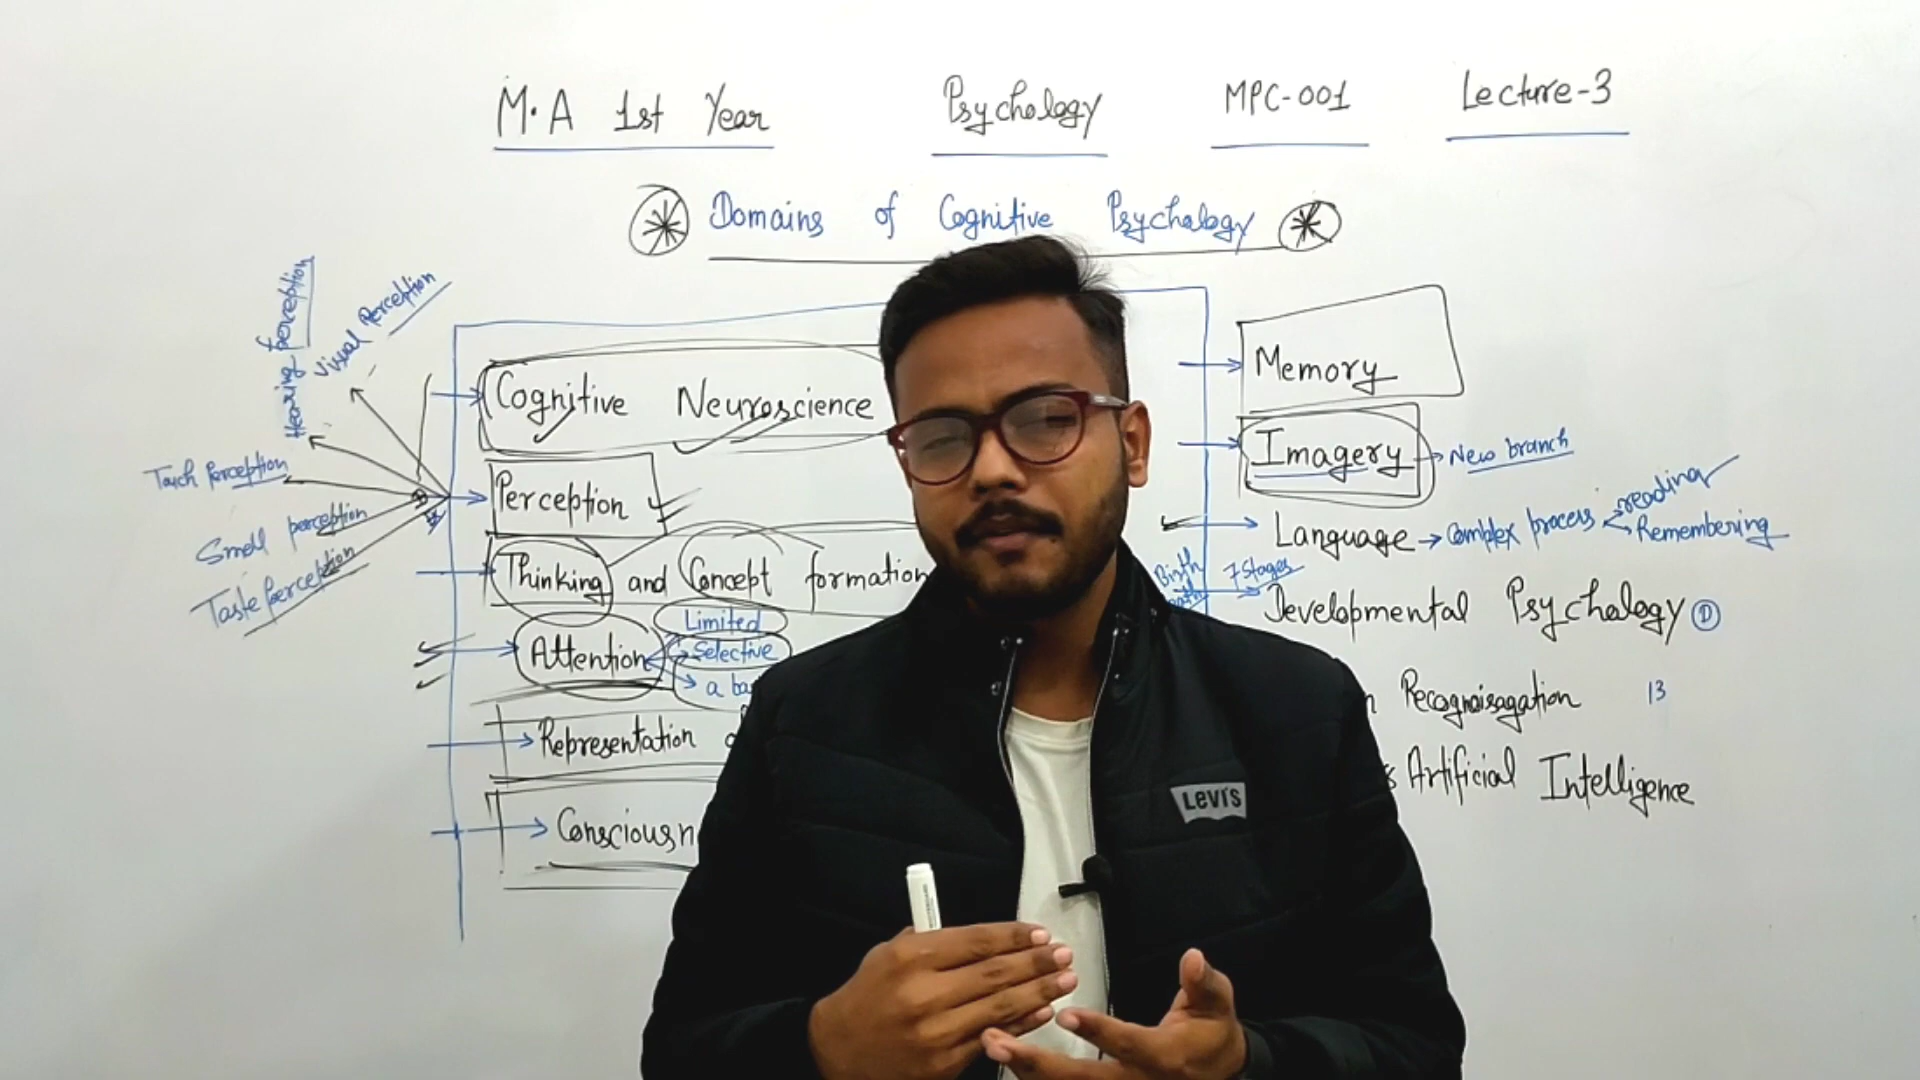 M.A 1st Year Psychology MPC-001 Lecture-3
Domains of Cognitive Psychology
Hearing perception
Visual Perception
Touch Perception
Smell perception
Taste Perception
Cognitive Neuroscience
Perception
Thinking and Concept formation
Attention
Limited
Selective
a
Representation
Memory
Imagery → New branch
Language → Complex process
reading
Remembering
Birth
7 Stages
Developmental Psychology D
13
Artificial Intelligence
Levi's